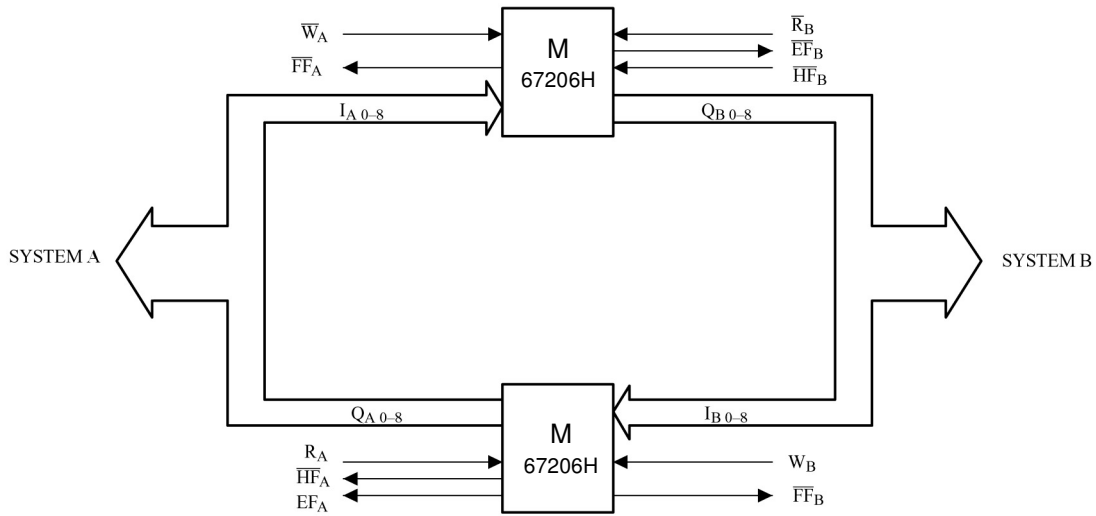 W̅A
F̅F̅A
M
67206H
R̅B
E̅F̅B
H̅F̅B
IA 0–8
QB 0–8
SYSTEM A
SYSTEM B
QA 0–8
IB 0–8
RA
H̅F̅A
EFA
M
67206H
WB
F̅F̅B